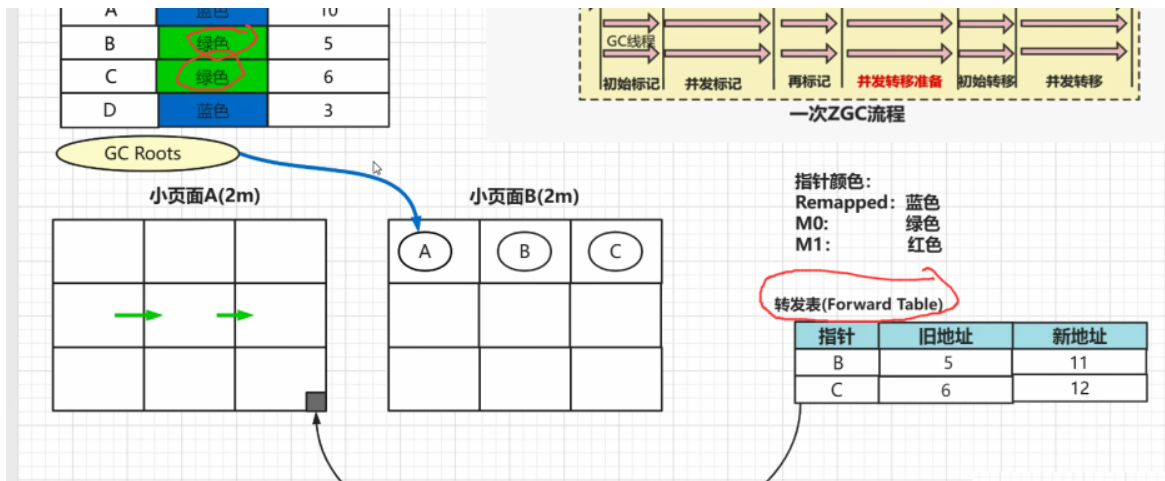 A 蓝色 10
B 绿色 5
C 绿色 6
D 蓝色 3
GC线程
初始标记 并发标记 再标记 并发转移准备 初始转移 并发转移
一次ZGC流程
GC Roots
小页面A(2m)
小页面B(2m)
A B C
指针颜色:
Remapped: 蓝色
M0: 绿色
M1: 红色
转发表(Forward Table)
指针 旧地址 新地址
B 5 11
C 6 12